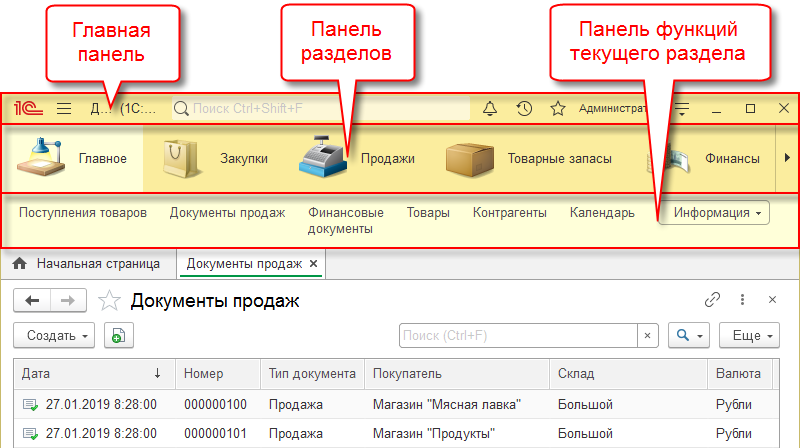 Главная
панель
Панель
разделов
Панель функций
текущего раздела
1С Д... (1С:... Поиск Ctrl+Shift+F Администрат
Главное Закупки Продажи Товарные запасы Финансы
Поступления товаров Документы продаж Финансовые Товары Контрагенты Календарь Информация
документы
Начальная страница Документы продаж ×
Документы продаж
Создать Поиск (Ctrl+F) × Еще
Дата ↓ Номер Тип документа Покупатель Склад Валюта
27.01.2019 8:28:00 000000100 Продажа Магазин "Мясная лавка" Большой Рубли
27.01.2019 8:28:00 000000101 Продажа Магазин "Продукты" Большой Рубли